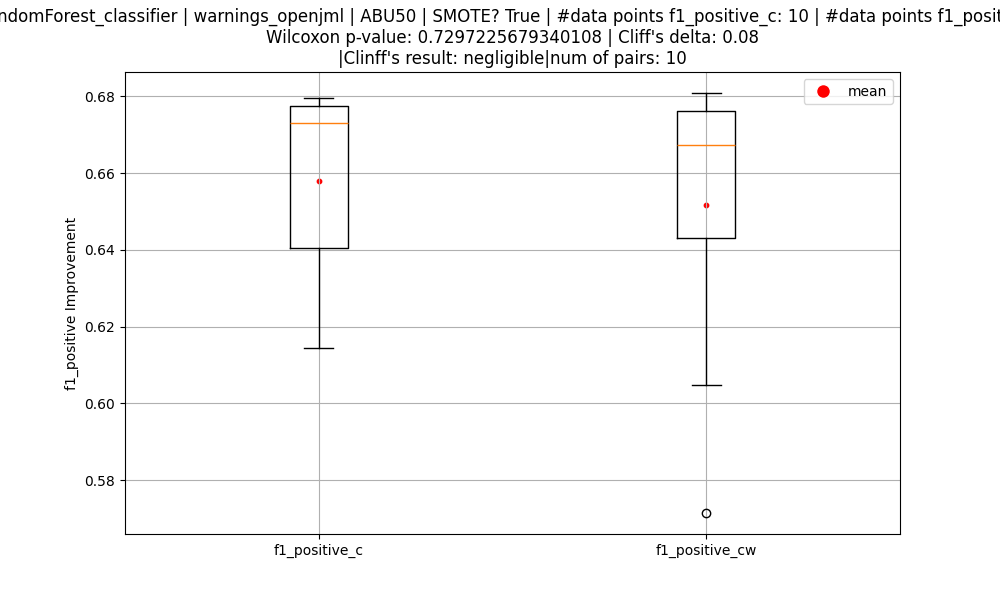 ndomForest_classifier | warnings_openjml | ABU50 | SMOTE? True | #data points f1_positive_c: 10 | #data points f1_posit
Wilcoxon p-value: 0.7297225679340108 | Cliff's delta: 0.08
|Clinff's result: negligible|num of pairs: 10
mean
0.68
0.66
0.64
0.62
0.60
0.58
f1_positive Improvement
f1_positive_c
f1_positive_cw